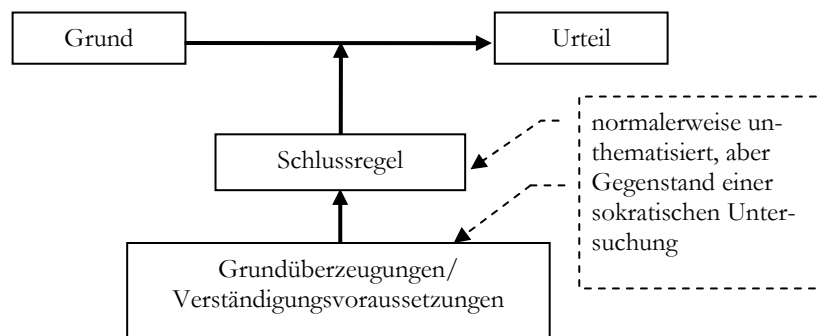 Grund
Urteil
Schlussregel
normalerweise un-
thematisiert, aber
Gegenstand einer
sokratischen Unter-
suchung
Grundüberzeugungen/
Verständigungsvoraussetzungen